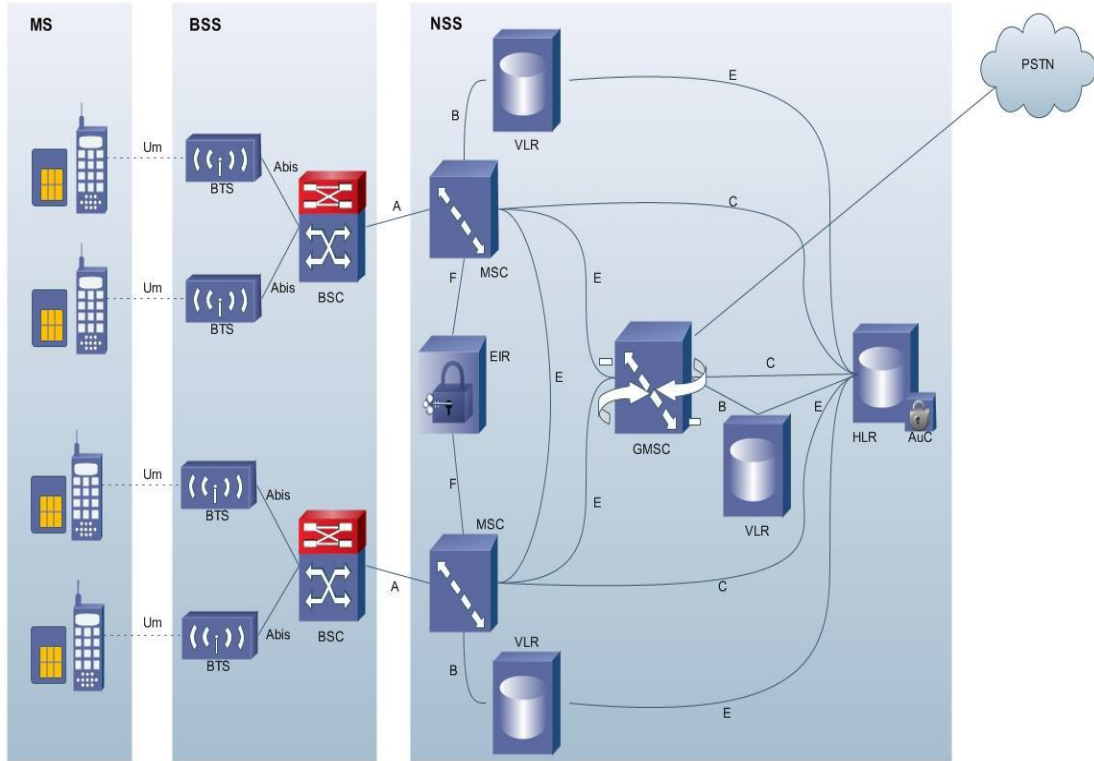 MS
BSS
NSS
PSTN
E
B
VLR
Um
BTS
Abis
A
C
MSC
F
E
Um
BTS
Abis
BSC
EIR
E
C
B
E
GMSC
HLR
AuC
VLR
Um
BTS
Abis
F
E
MSC
A
C
BSC
Um
BTS
Abis
VLR
B
E